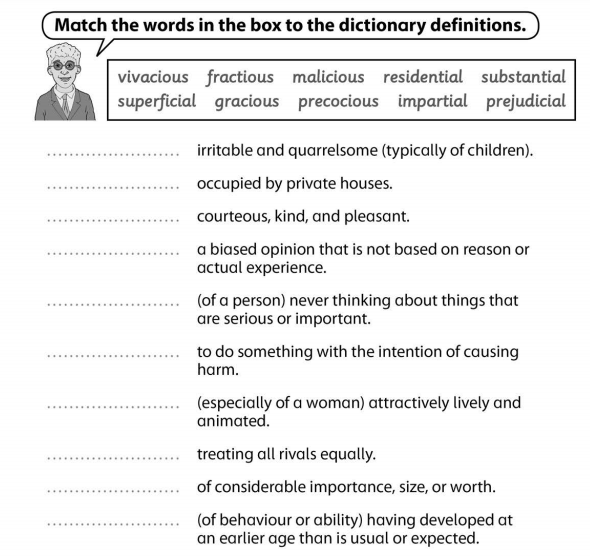 Match the words in the box to the dictionary definitions.
vivacious fractious malicious residential substantial
superficial gracious precocious impartial prejudicial
........................ irritable and quarrelsome (typically of children).
........................ occupied by private houses.
........................ courteous, kind, and pleasant.
........................ a biased opinion that is not based on reason or
actual experience.
........................ (of a person) never thinking about things that
are serious or important.
........................ to do something with the intention of causing
harm.
........................ (especially of a woman) attractively lively and
animated.
........................ treating all rivals equally.
........................ of considerable importance, size, or worth.
........................ (of behaviour or ability) having developed at
an earlier age than is usual or expected.